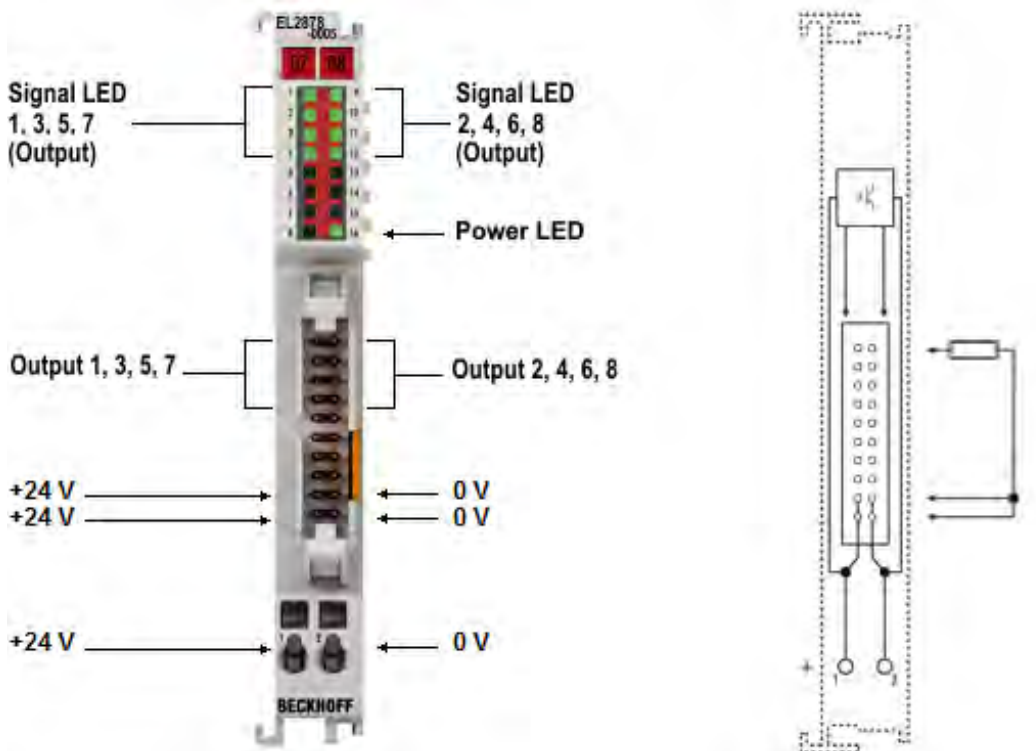 EL2878
-0005
07 08
Signal LED
1, 3, 5, 7
(Output)
Signal LED
2, 4, 6, 8
(Output)
Power LED
Output 1, 3, 5, 7
Output 2, 4, 6, 8
+24 V
0 V
+24 V
0 V
+24 V
0 V
1 2
BECKHOFF
+
1 2